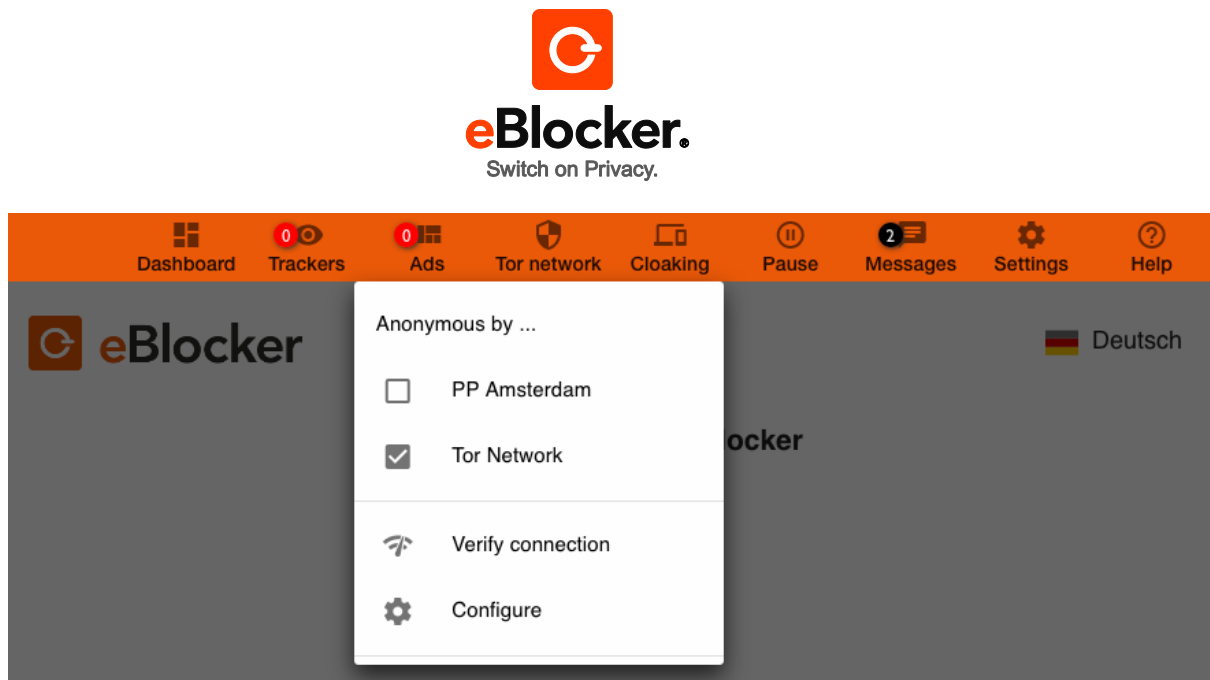 eBlocker®
Switch on Privacy.
0 0 2
Dashboard Trackers Ads Tor network Cloaking Pause Messages Settings Help
Anonymous by ...
eBlocker
Deutsch
PP Amsterdam
locker
Tor Network
Verify connection
Configure